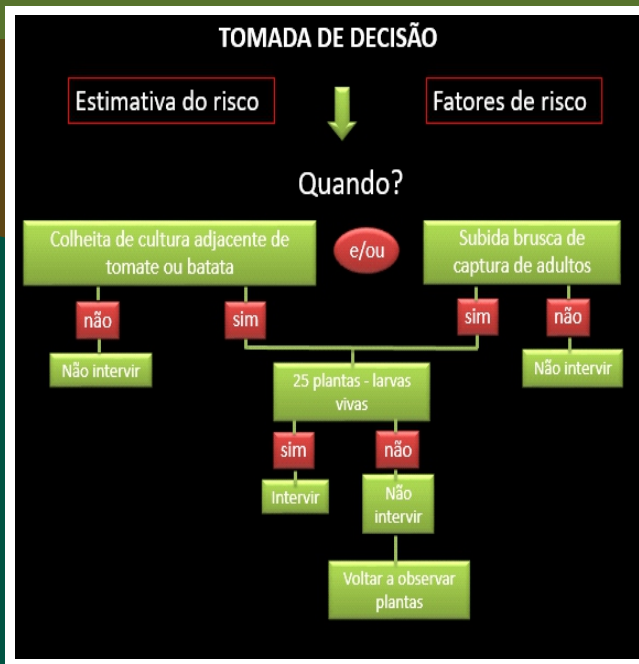 TOMADA DE DECISÃO
Estimativa do risco
Fatores de risco
Quando?
Colheita de cultura adjacente de
tomate ou batata
e/ou
Subida brusca de
captura de adultos
não
sim
sim
não
Não intervir
Não intervir
25 plantas - larvas
vivas
sim
não
Intervir
Não
intervir
Voltar a observar
plantas